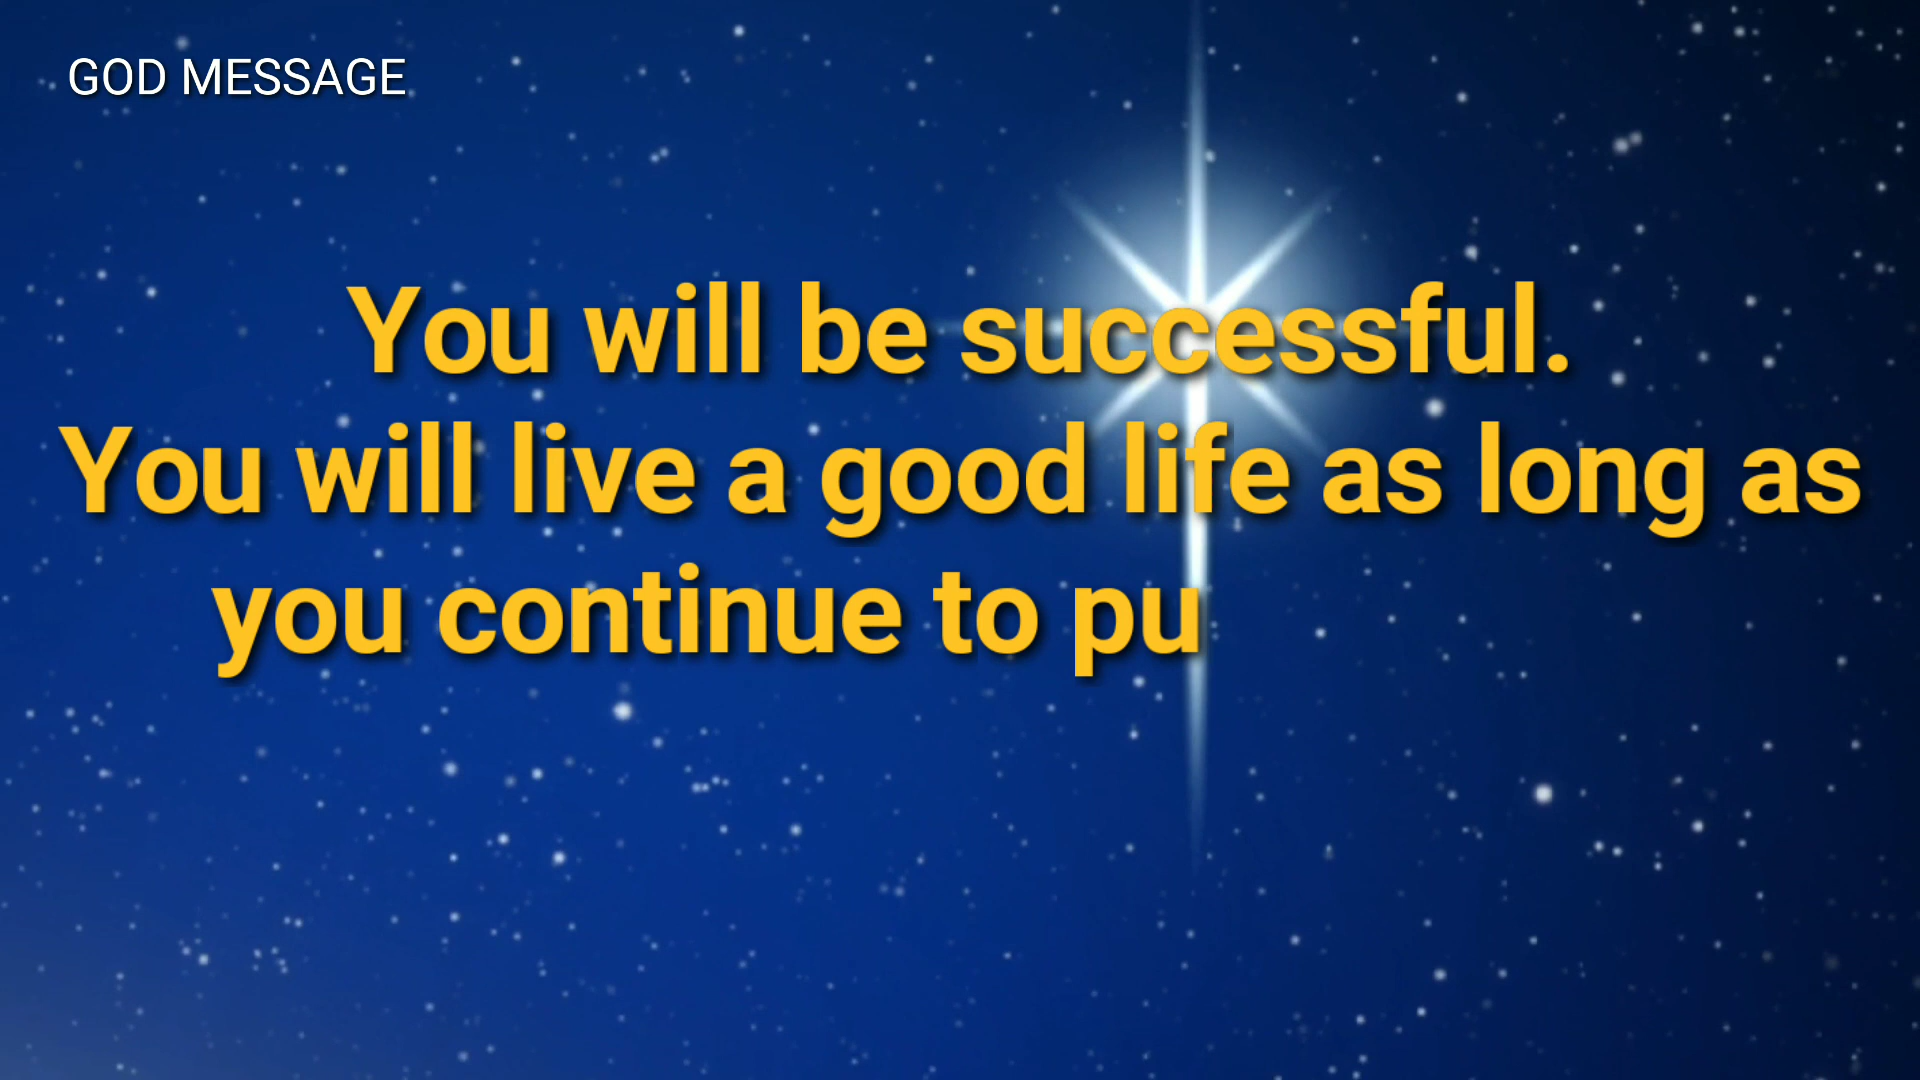 GOD MESSAGE
You will be successful.
You will live a good life as long as
you continue to pu